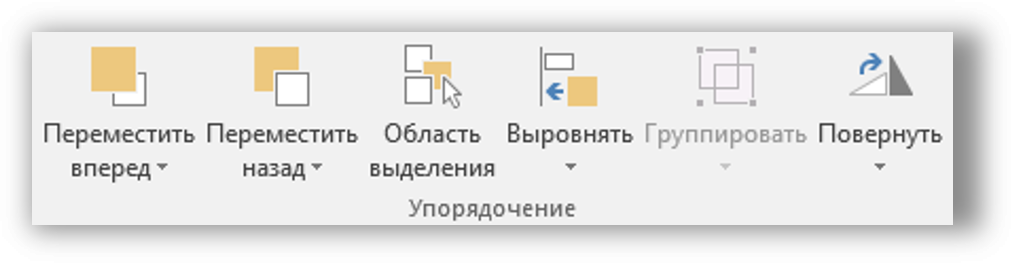 Переместить Переместить Область Выровнять Группировать Повернуть
вперед назад выделения
Упорядочение